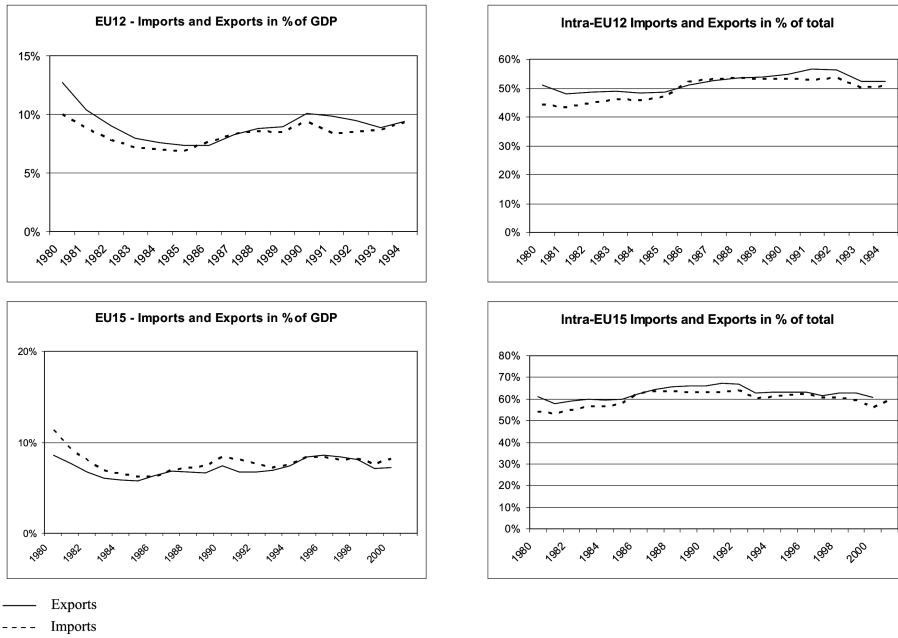 EU12 - Imports and Exports in % of GDP
15%
10%
5%
0%
1980 1981 1982 1983 1984 1985 1986 1987 1988 1989 1990 1991 1992 1993 1994
Intra-EU12 Imports and Exports in % of total
60%
50%
40%
30%
20%
10%
0%
1980 1981 1982 1983 1984 1985 1986 1987 1988 1989 1990 1991 1992 1993 1994
EU15 - Imports and Exports in % of GDP
20%
10%
0%
1980 1982 1984 1986 1988 1990 1992 1994 1996 1998 2000
Intra-EU15 Imports and Exports in % of total
80%
70%
60%
50%
40%
30%
20%
10%
0%
1980 1982 1984 1986 1988 1990 1992 1994 1996 1998 2000
Exports
Imports